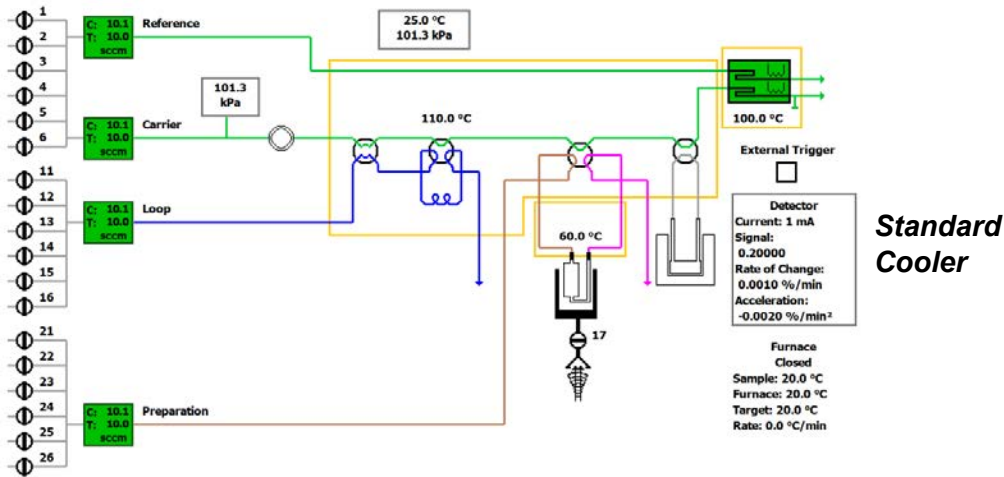 1
2
3
4
5
6
C: 10.1
T: 10.0
sccm
Reference
25.0 °C
101.3 kPa
101.3
kPa
C: 10.1
T: 10.0
sccm
Carrier
110.0 °C
100.0 °C
External Trigger
11
12
13
14
15
16
C: 10.1
T: 10.0
sccm
Loop
60.0 °C
17
Detector
Current: 1 mA
Signal:
0.20000
Rate of Change:
0.0010 %/min
Acceleration:
-0.0020 %/min²
Standard
Cooler
21
22
23
24
25
26
C: 10.1
T: 10.0
sccm
Preparation
Furnace
Closed
Sample: 20.0 °C
Furnace: 20.0 °C
Target: 20.0 °C
Rate: 0.0 °C/min